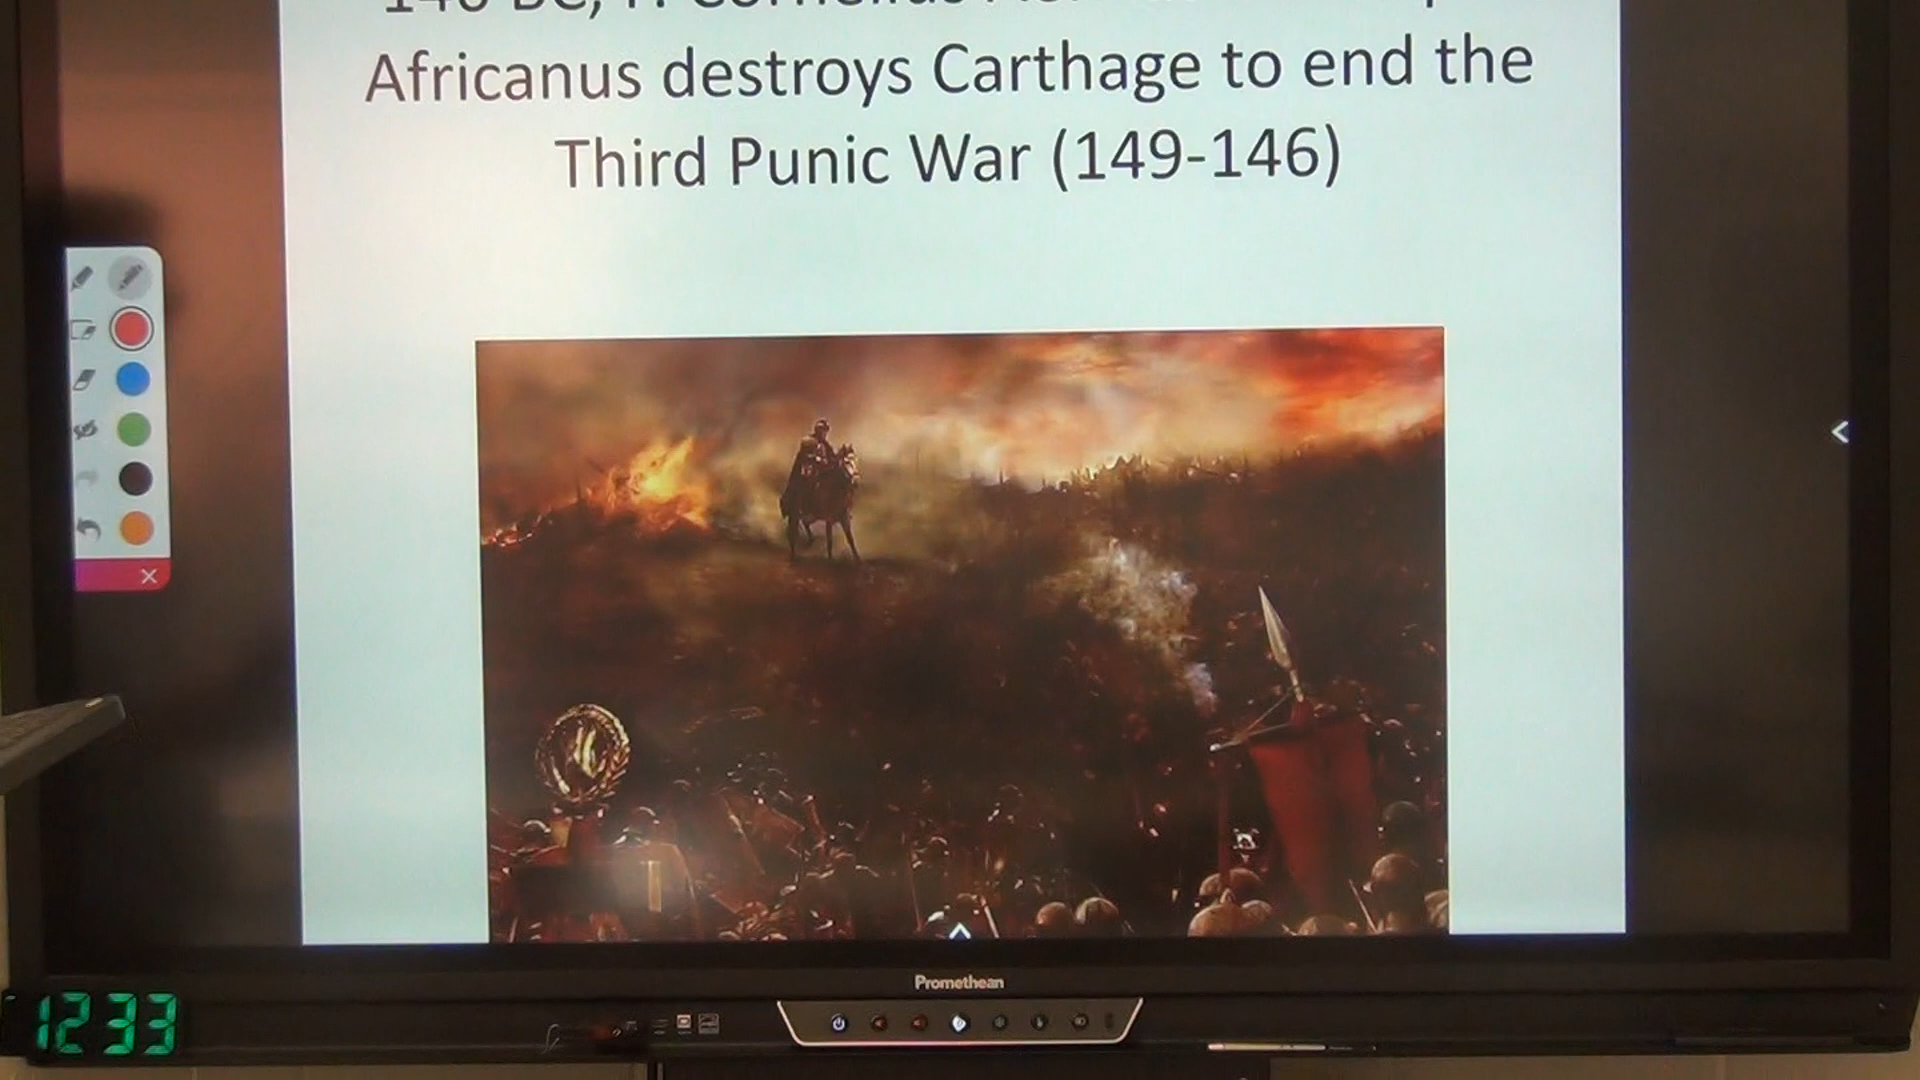 Africanus destroys Carthage to end the
Third Punic War (149-146)
Promethean
12 33